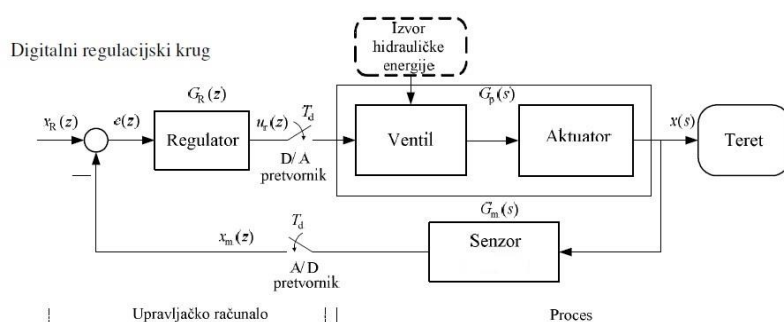 Digitalni regulacijski krug
Izvor
hidrauličke
energije
G_R(z)
G_p(s)
x_R(z)
e(z)
Regulator
u_r(z)
T_d
D/A
pretvornik
Ventil
Aktuator
x(s)
Teret
—
x_m(z)
T_d
A/D
pretvornik
G_m(s)
Senzor
Upravljačko računalo
Proces